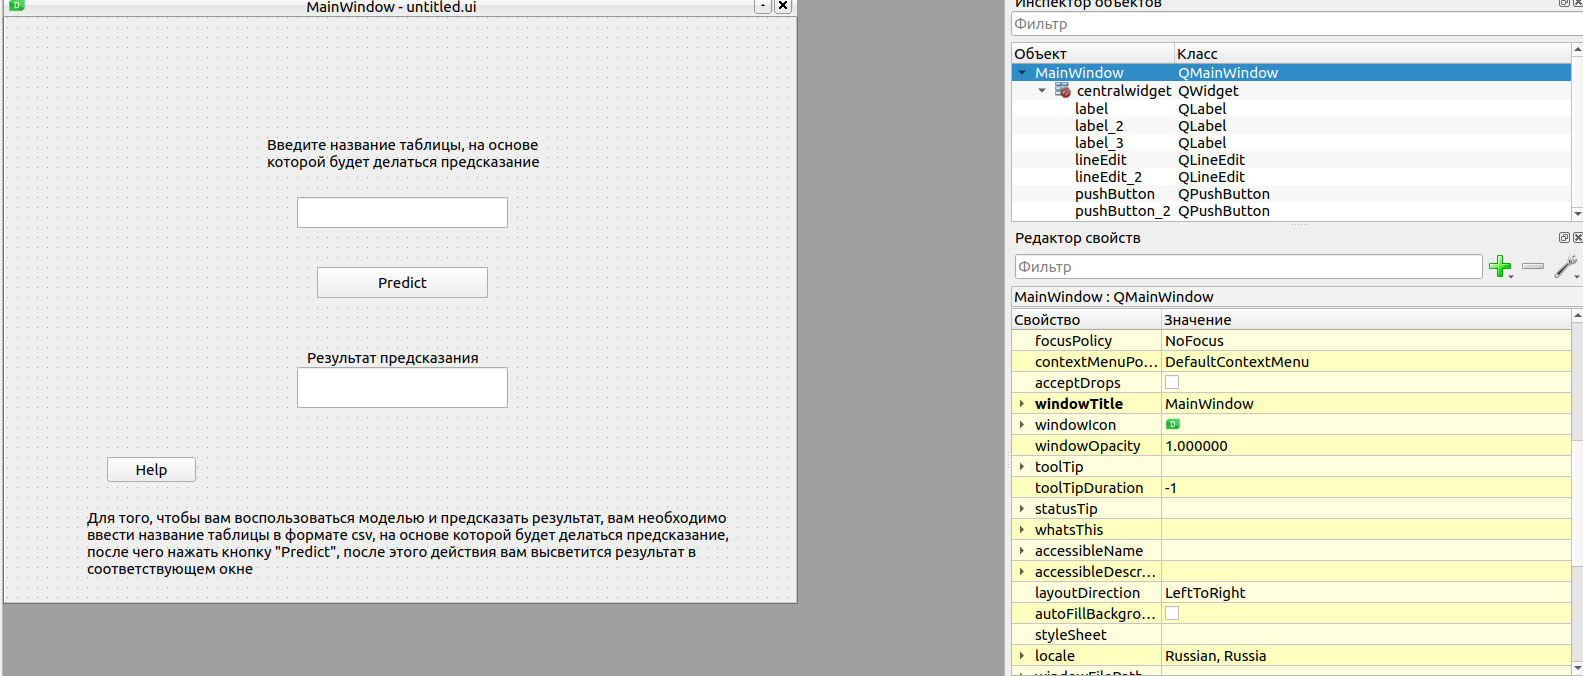 MainWindow - untitled.ui
Введите название таблицы, на основе
которой будет делаться предсказание
Predict
Результат предсказания
Help
Для того, чтобы вам воспользоваться моделью и предсказать результат, вам необходимо
ввести название таблицы в формате csv, на основе которой будет делаться предсказание,
после чего нажать кнопку "Predict", после этого действия вам высветится результат в
соответствующем окне
Инспектор объектов
Фильтр
Объект Класс
MainWindow QMainWindow
centralwidget QWidget
label QLabel
label_2 QLabel
label_3 QLabel
lineEdit QLineEdit
lineEdit_2 QLineEdit
pushButton QPushButton
pushButton_2 QPushButton
Редактор свойств
Фильтр
MainWindow : QMainWindow
Свойство Значение
focusPolicy NoFocus
contextMenuPo... DefaultContextMenu
acceptDrops
windowTitle MainWindow
windowIcon
windowOpacity 1.000000
toolTip
toolTipDuration -1
statusTip
whatsThis
accessibleName
accessibleDescr...
layoutDirection LeftToRight
autoFillBackgro...
styleSheet
locale Russian, Russia
windowFilePath